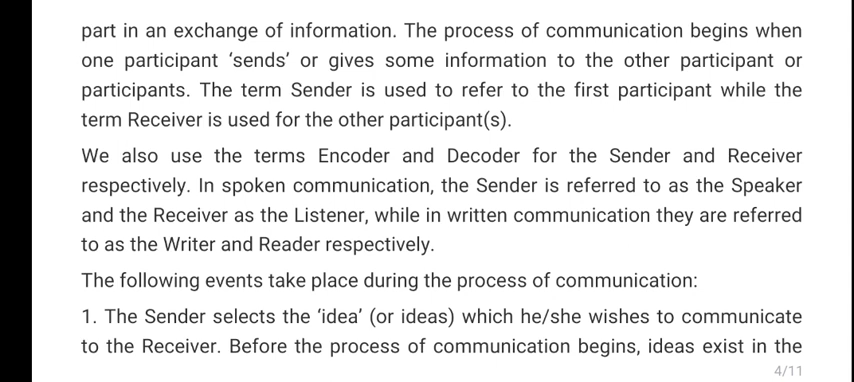 part in an exchange of information. The process of communication begins when
one participant ‘sends’ or gives some information to the other participant or
participants. The term Sender is used to refer to the first participant while the
term Receiver is used for the other participant(s).
We also use the terms Encoder and Decoder for the Sender and Receiver
respectively. In spoken communication, the Sender is referred to as the Speaker
and the Receiver as the Listener, while in written communication they are referred
to as the Writer and Reader respectively.
The following events take place during the process of communication:
1. The Sender selects the ‘idea’ (or ideas) which he/she wishes to communicate
to the Receiver. Before the process of communication begins, ideas exist in the
4/11